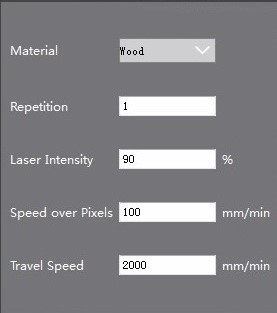 Material Wood
Repetition 1
Laser Intensity 90 %
Speed over Pixels 100 mm/min
Travel Speed 2000 mm/min